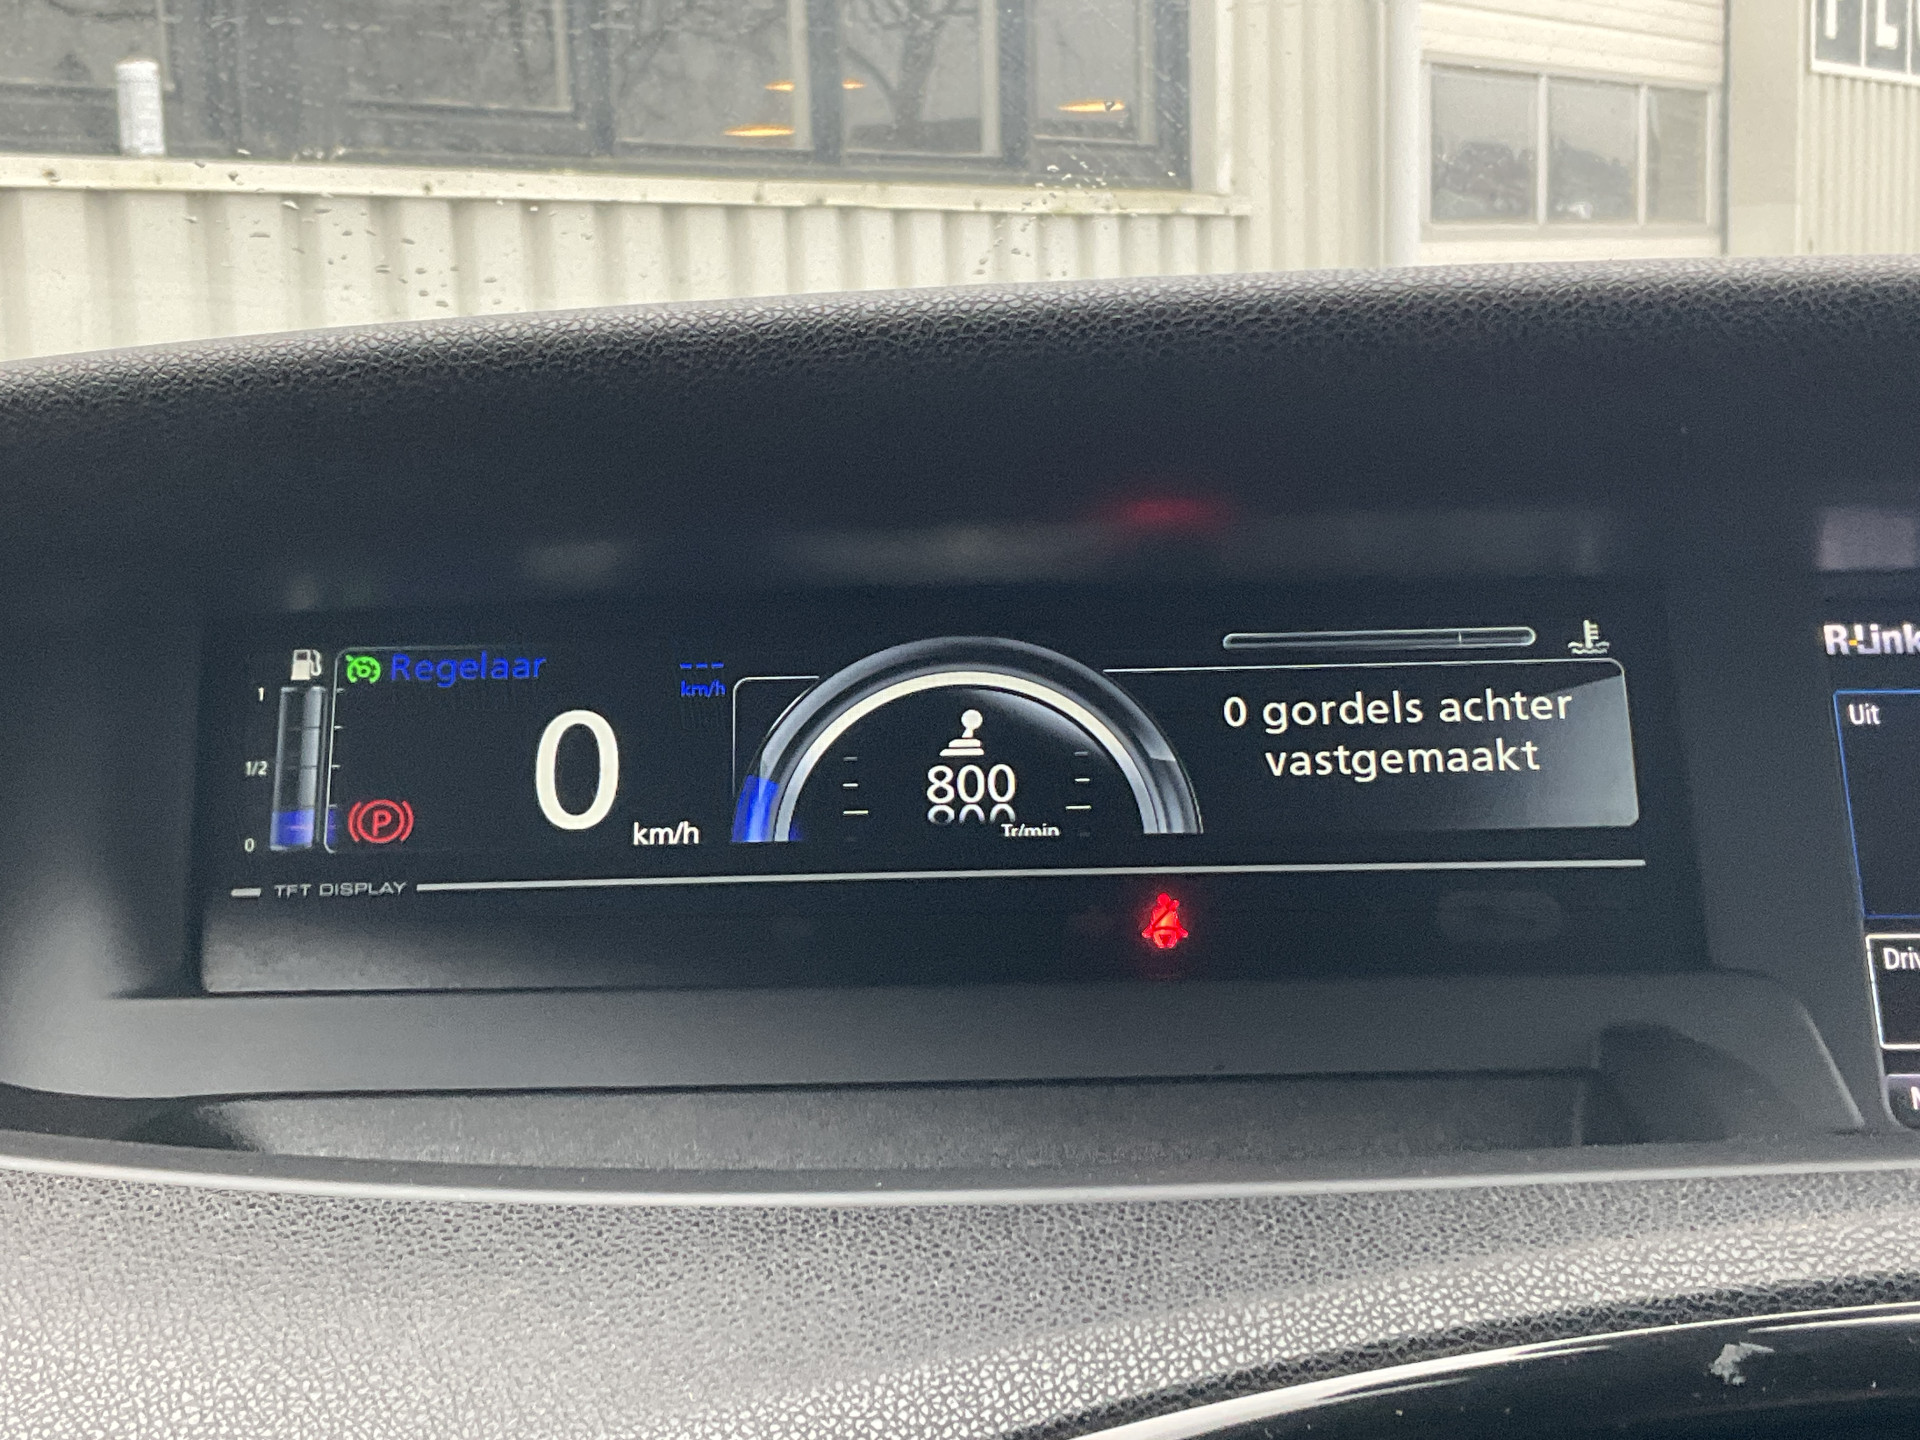 Regelaar
---
km/h
1
1/2
0
P
0
km/h
800
Tr/min
0 gordels achter
vastgemaakt
TFT DISPLAY
R-Link
Uit